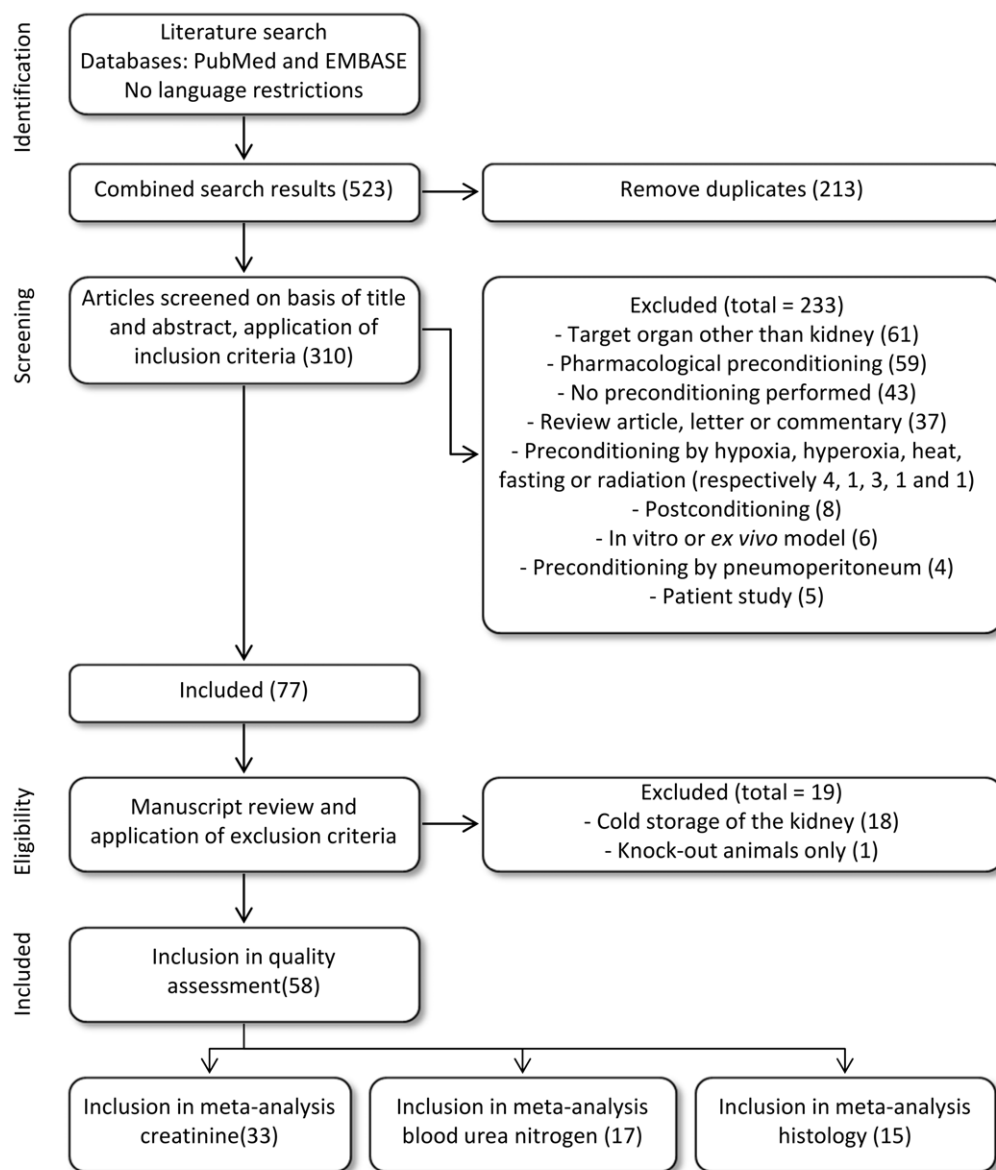 Identification
Literature search
Databases: PubMed and EMBASE
No language restrictions
Combined search results (523)
Remove duplicates (213)
Screening
Articles screened on basis of title
and abstract, application of
inclusion criteria (310)
Excluded (total = 233)
- Target organ other than kidney (61)
- Pharmacological preconditioning (59)
- No preconditioning performed (43)
- Review article, letter or commentary (37)
- Preconditioning by hypoxia, hyperoxia, heat,
fasting or radiation (respectively 4, 1, 3, 1 and 1)
- Postconditioning (8)
- In vitro or ex vivo model (6)
- Preconditioning by pneumoperitoneum (4)
- Patient study (5)
Included (77)
Eligibility
Manuscript review and
application of exclusion criteria
Excluded (total = 19)
- Cold storage of the kidney (18)
- Knock-out animals only (1)
Included
Inclusion in quality
assessment(58)
Inclusion in meta-analysis
creatinine(33)
Inclusion in meta-analysis
blood urea nitrogen (17)
Inclusion in meta-analysis
histology (15)